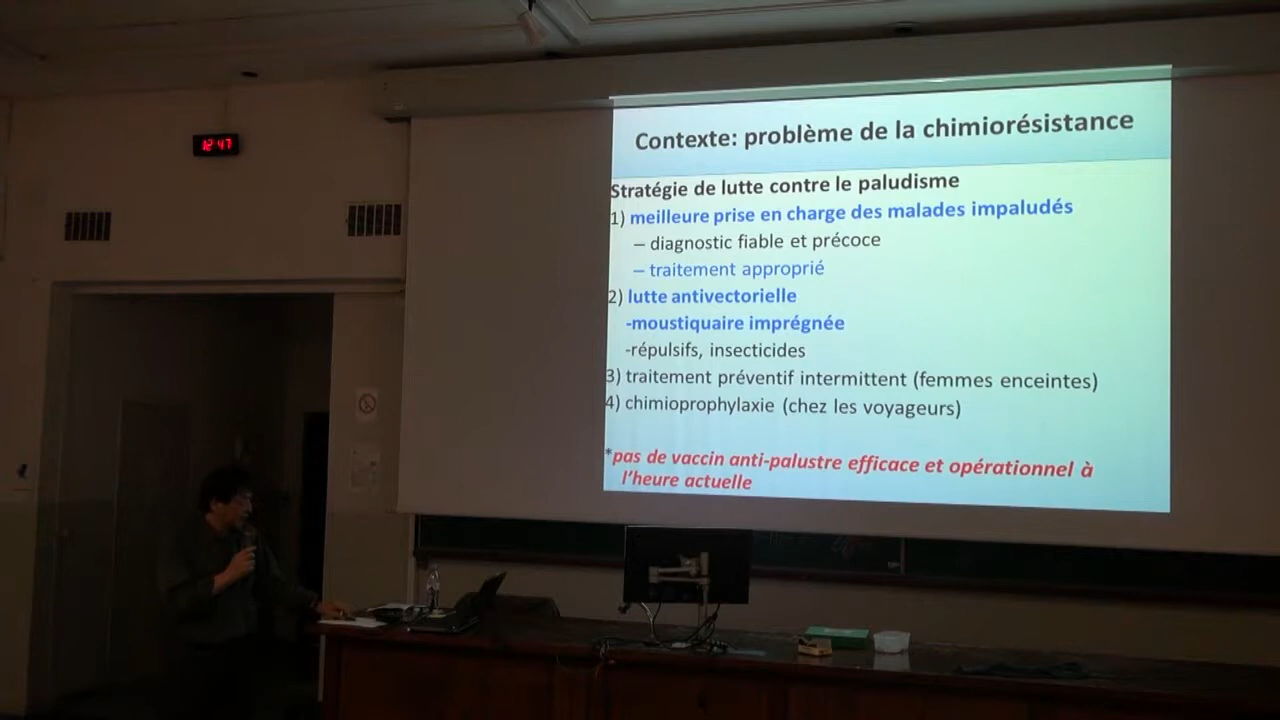 12:47
Contexte: problème de la chimiorésistance
Stratégie de lutte contre le paludisme
1) meilleure prise en charge des malades impaludés
– diagnostic fiable et précoce
– traitement approprié
2) lutte antivectorielle
-moustiquaire imprégnée
-répulsifs, insecticides
3) traitement préventif intermittent (femmes enceintes)
4) chimioprophylaxie (chez les voyageurs)
*pas de vaccin anti-palustre efficace et opérationnel à
l'heure actuelle